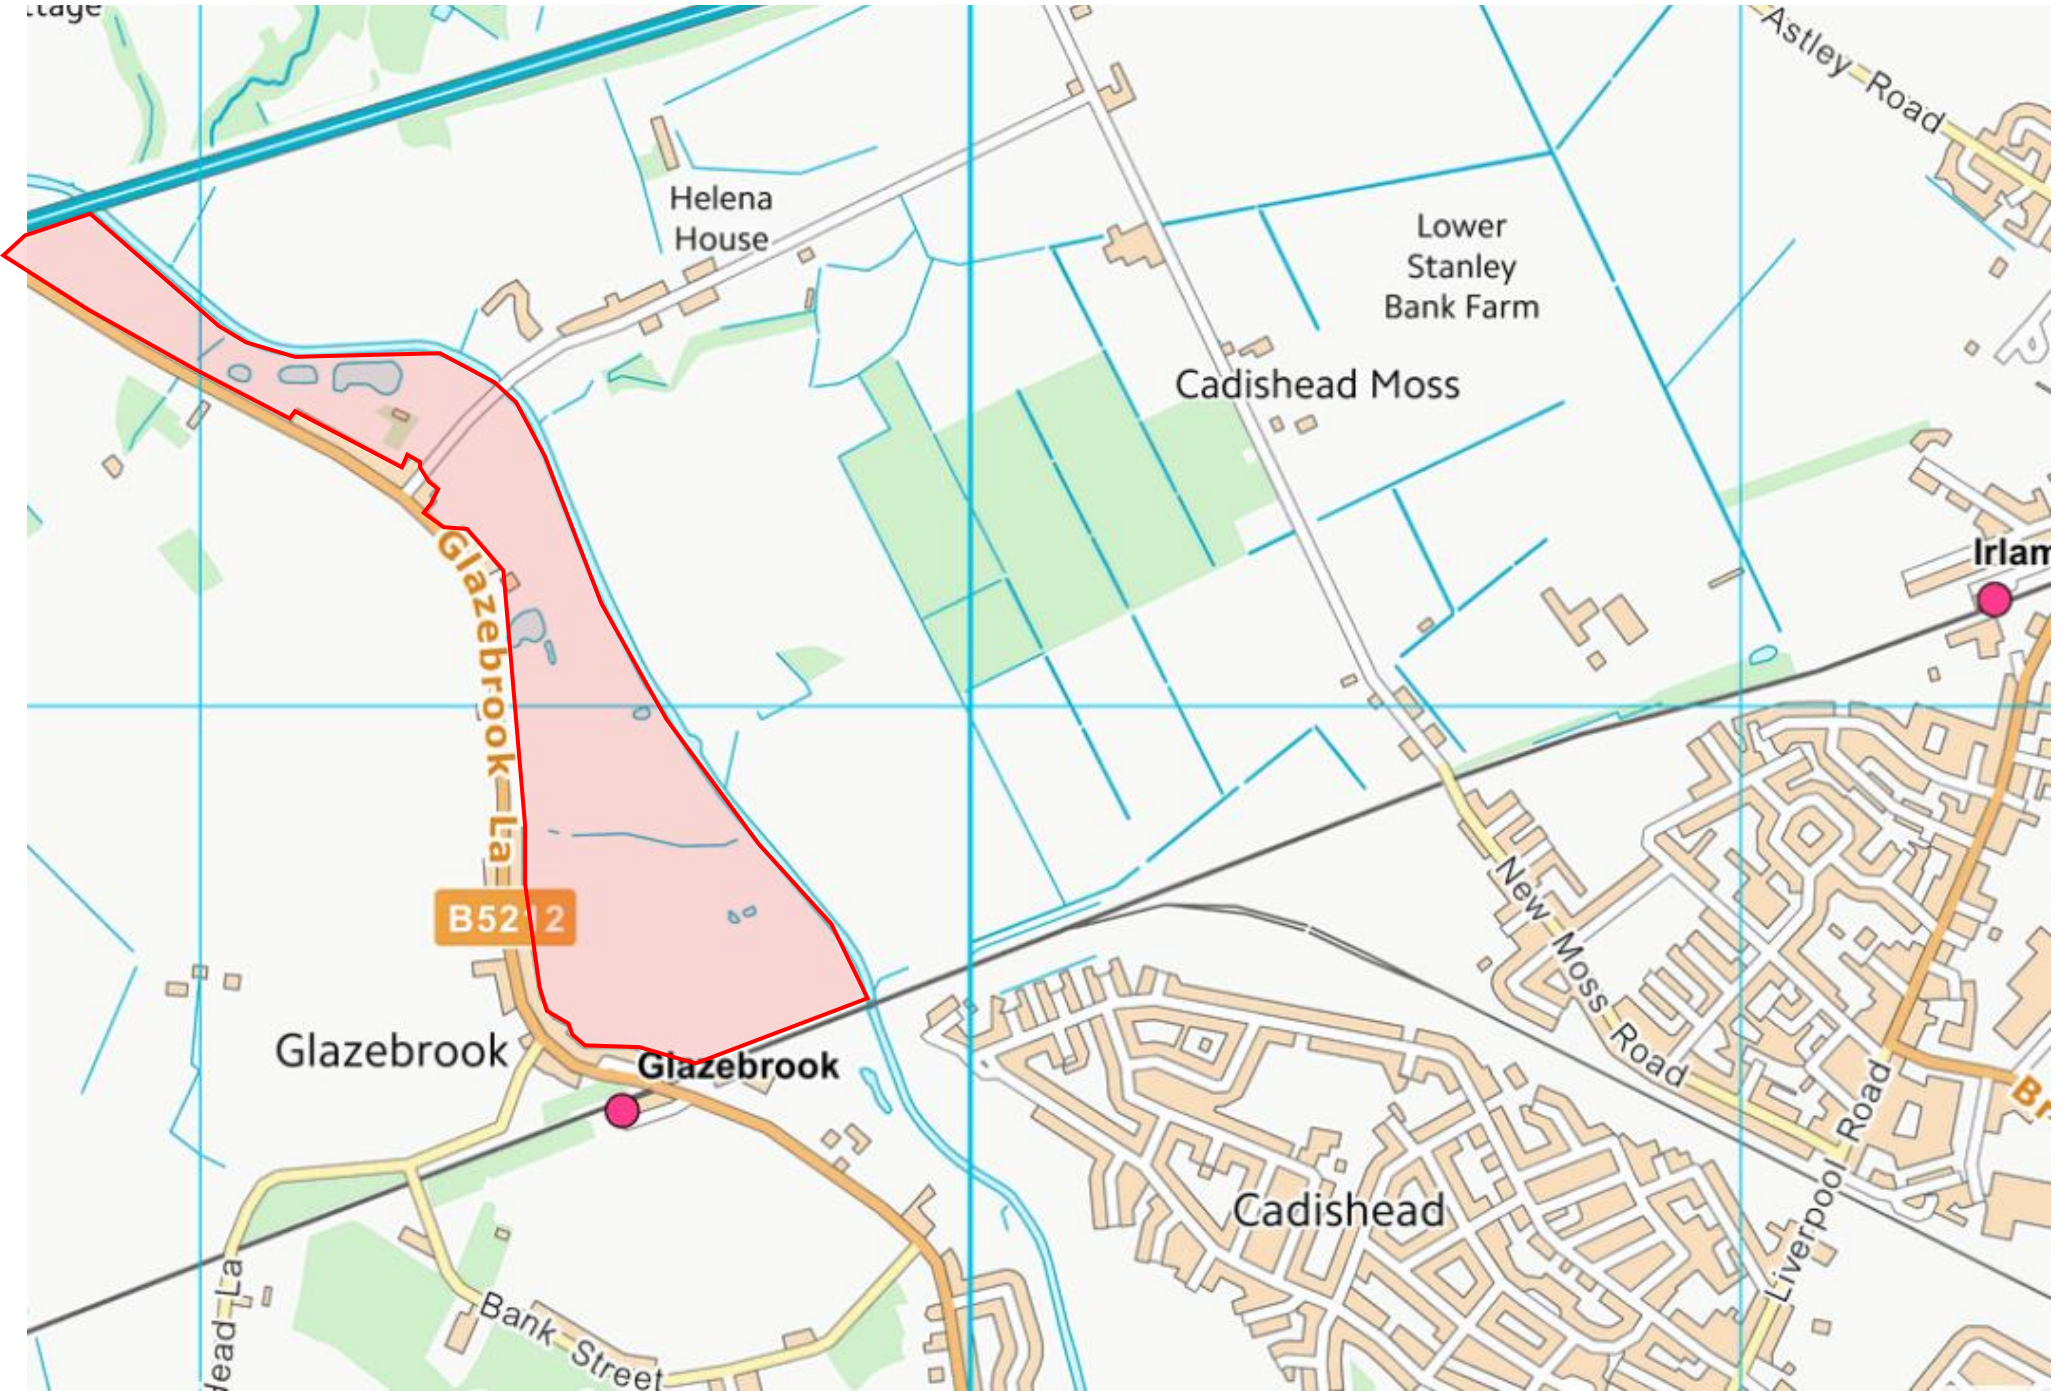 Astley Road
Helena
House
Lower
Stanley
Bank Farm
Cadishead Moss
Irlam
Glazebrook La
B5212
New Moss Road
Glazebrook
Glazebrook
Liverpool Road
Cadishead
Bank Street